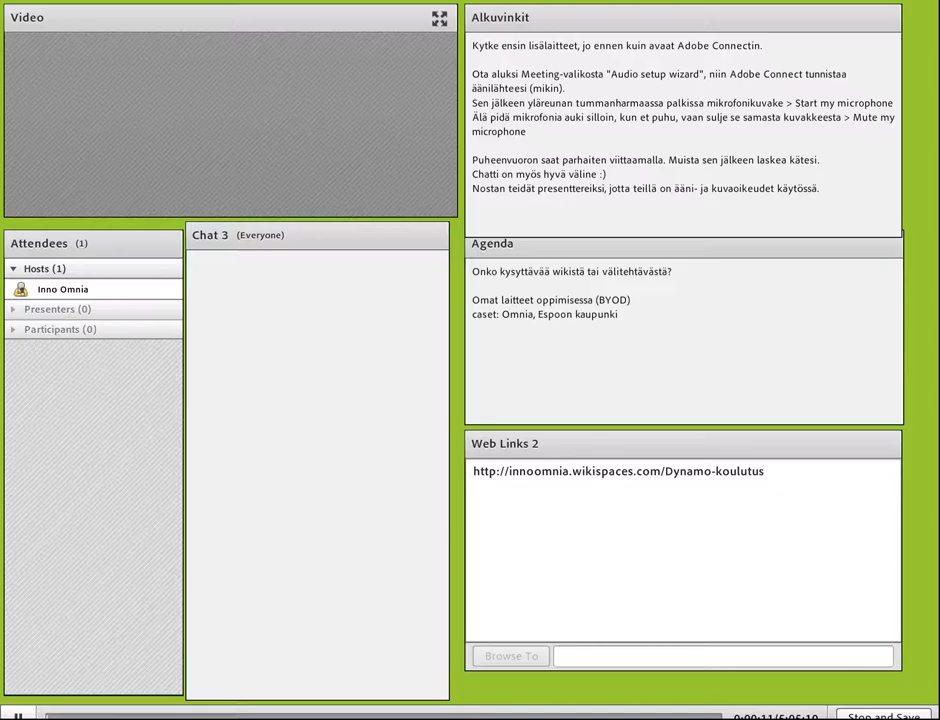 Video
Alkuvinkit
Kytke ensin lisälaitteet, jo ennen kuin avaat Adobe Connectin.
Ota aluksi Meeting-valikosta "Audio setup wizard", niin Adobe Connect tunnistaa
äänilähteesi (mikin).
Sen jälkeen yläreunan tummanharmaassa palkissa mikrofonikuvake > Start my microphone
Älä pidä mikrofonia auki silloin, kun et puhu, vaan sulje se samasta kuvakkeesta > Mute my
microphone
Puheenvuoron saat parhaiten viittaamalla. Muista sen jälkeen laskea kätesi.
Chatti on myös hyvä väline :)
Nostan teidät presenttereiksi, jotta teillä on ääni- ja kuvaoikeudet käytössä.
Attendees (1)
Hosts (1)
Inno Omnia
Presenters (0)
Participants (0)
Chat 3 (Everyone)
Agenda
Onko kysyttävää wikistä tai välitehtävästä?
Omat laitteet oppimisessa (BYOD)
caset: Omnia, Espoon kaupunki
Web Links 2
http://innoomnia.wikispaces.com/Dynamo-koulutus
Browse To
Stop and Save